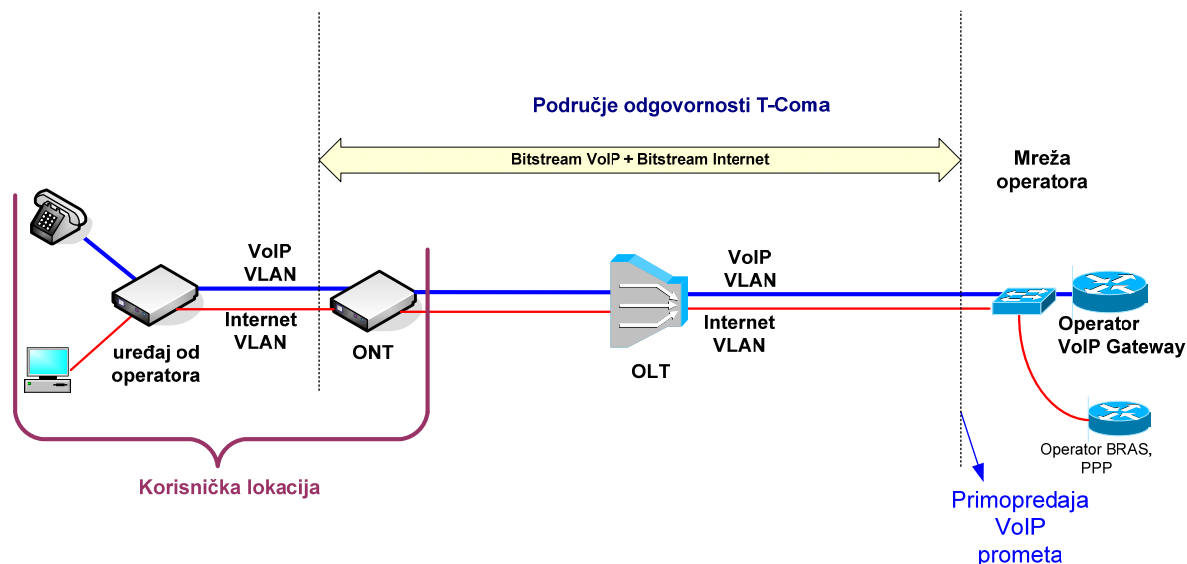 Područje odgovornosti T-Coma
Bitstream VoIP + Bitstream Internet
Mreža
operatora
VoIP
VLAN
Internet
VLAN
uređaj od
operatora
ONT
VoIP
VLAN
Internet
VLAN
OLT
Operator
VoIP Gateway
Operator BRAS,
PPP
Korisnička lokacija
Primopredaja
VoIP
prometa